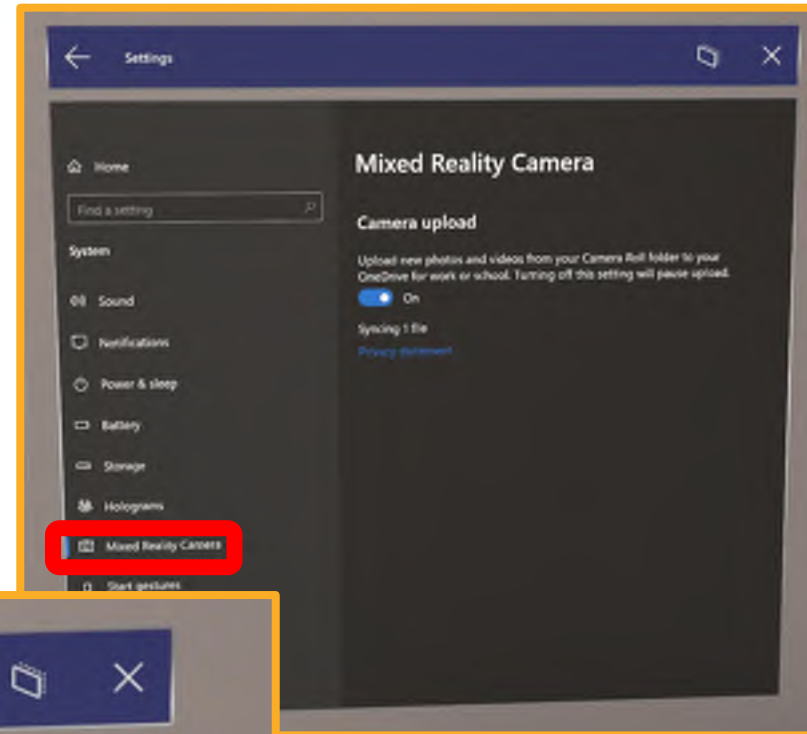 Settings
Home
Find a setting
System
Sound
Notifications
Power & sleep
Battery
Storage
Holograms
Mixed Reality Camera
Start gestures
Mixed Reality Camera
Camera upload
Upload new photos and videos from your Camera Roll folder to your
OneDrive for work or school. Turning off this setting will pause upload.
On
Syncing 1 file
Privacy statement